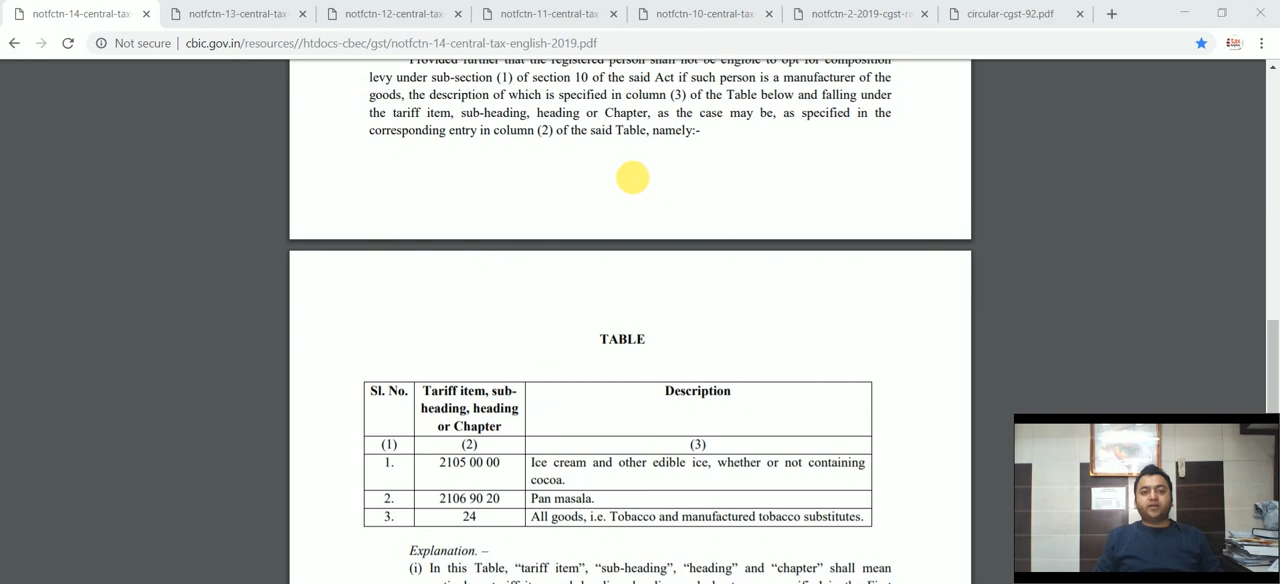 notfctn-14-central-tax-
notfctn-13-central-tax-
notfctn-12-central-tax-
notfctn-11-central-tax-
notfctn-10-central-tax-
notfctn-2-2019-cgst-ra
circular-cgst-92.pdf
Not secure | cbic.gov.in/resources//htdocs-cbec/gst/notfctn-14-central-tax-english-2019.pdf
Provided further that the registered person shall not be eligible to opt for composition
levy under sub-section (1) of section 10 of the said Act if such person is a manufacturer of the
goods, the description of which is specified in column (3) of the Table below and falling under
the tariff item, sub-heading, heading or Chapter, as the case may be, as specified in the
corresponding entry in column (2) of the said Table, namely:-
TABLE
Sl. No. Tariff item, sub-heading, heading or Chapter Description
(1) (2) (3)
1. 2105 00 00 Ice cream and other edible ice, whether or not containing
cocoa.
2. 2106 90 20 Pan masala.
3. 24 All goods, i.e. Tobacco and manufactured tobacco substitutes.
Explanation. –
(i) In this Table, “tariff item”, “sub-heading”, “heading” and “chapter” shall mean